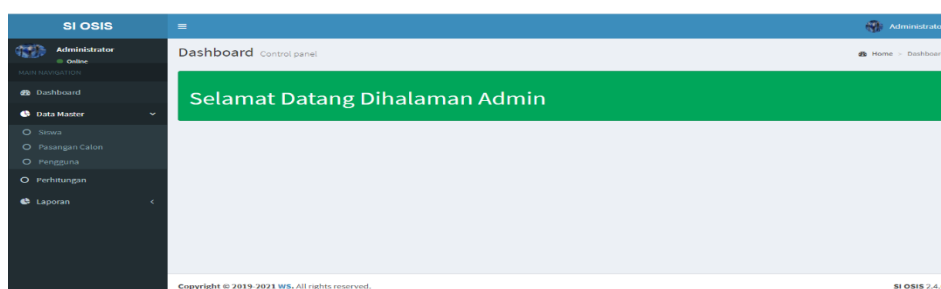 SI OSIS
Administrator
Administrator
Online
MAIN NAVIGATION
Dashboard
Data Master
Siswa
Pasangan Calon
Pengguna
Perhitungan
Laporan
Dashboard Control panel
Home > Dashboard
Selamat Datang Dihalaman Admin
Copyright © 2019-2021 WS. All rights reserved.
SI OSIS 2.4.